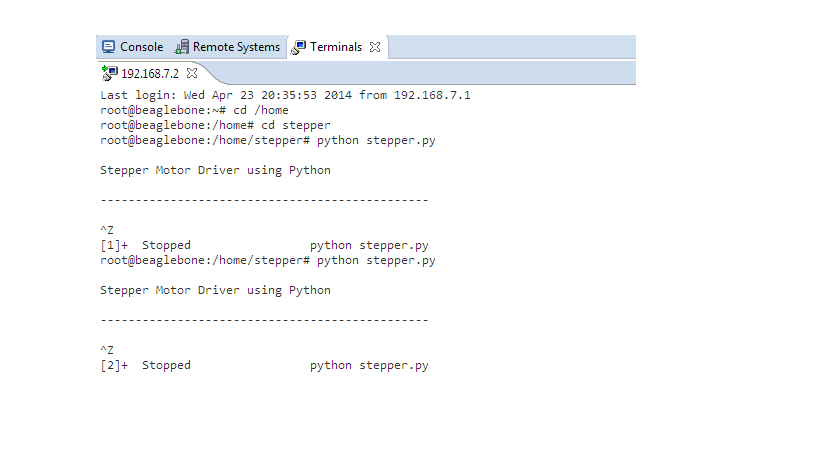 Console Remote Systems Terminals
192.168.7.2
Last login: Wed Apr 23 20:35:53 2014 from 192.168.7.1
root@beaglebone:~# cd /home
root@beaglebone:/home# cd stepper
root@beaglebone:/home/stepper# python stepper.py
Stepper Motor Driver using Python
-----------------------------------------------
^Z
[1]+  Stopped                 python stepper.py
root@beaglebone:/home/stepper# python stepper.py
Stepper Motor Driver using Python
-----------------------------------------------
^Z
[2]+  Stopped                 python stepper.py